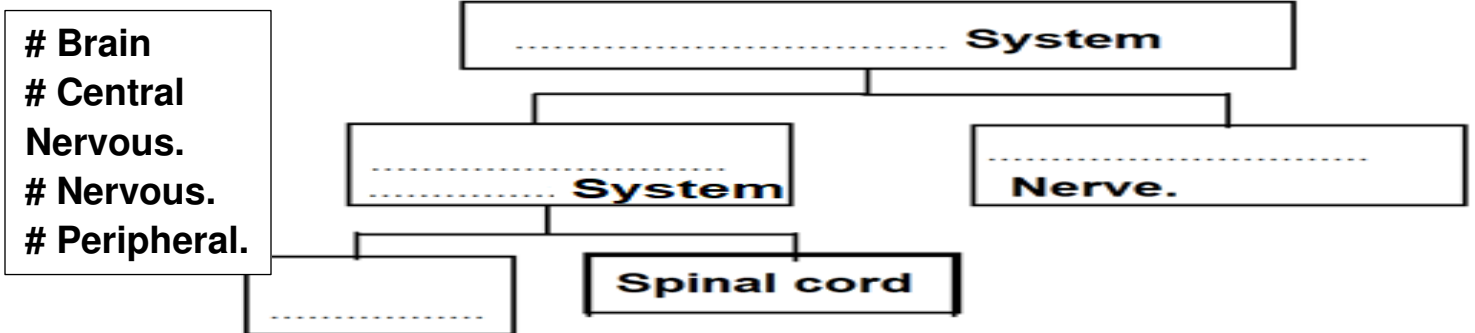 # Brain
# Central
Nervous.
# Nervous.
# Peripheral.
................................. System
...........................
............... System
.............................
Nerve.
.................
Spinal cord